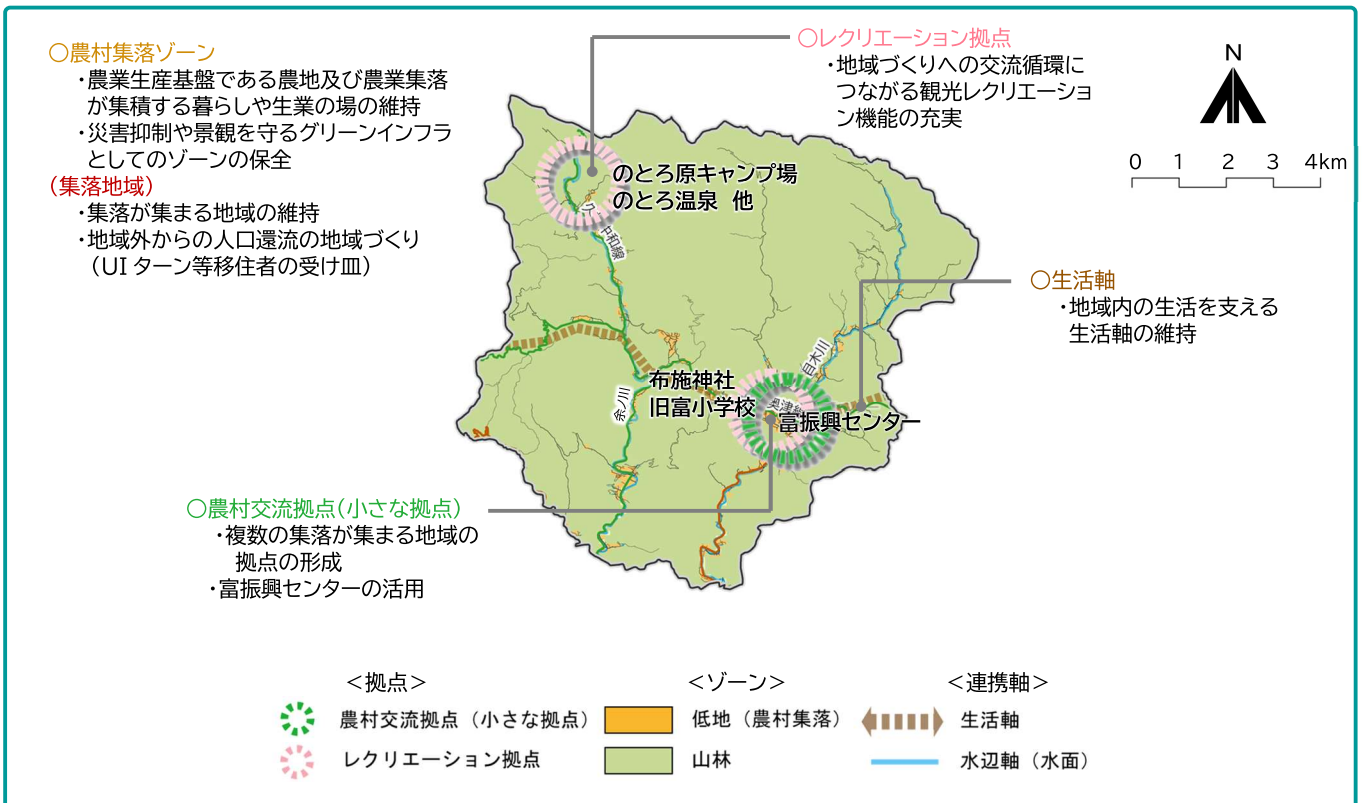 〇農村集落ゾーン
・農業生産基盤である農地及び農業集落
が集積する暮らしや生業の場の維持
・災害抑制や景観を守るグリーンインフラ
としてのゾーンの保全
(集落地域)
・集落が集まる地域の維持
・地域外からの人口還流の地域づくり
(UIターン等移住者の受け皿)
〇レクリエーション拠点
・地域づくりへの交流循環に
つながる観光レクリエーショ
ン機能の充実
N
0 1 2 3 4km
のとろ原キャンプ場
のとろ温泉 他
中和線
〇生活軸
・地域内の生活を支える
生活軸の維持
目木川
布施神社
旧富小学校
余ノ川
奥津
富振興センター
〇農村交流拠点(小さな拠点)
・複数の集落が集まる地域の
拠点の形成
・富振興センターの活用
<拠点> <ゾーン> <連携軸>
農村交流拠点(小さな拠点) 低地(農村集落) 生活軸
レクリエーション拠点 山林 水辺軸(水面)